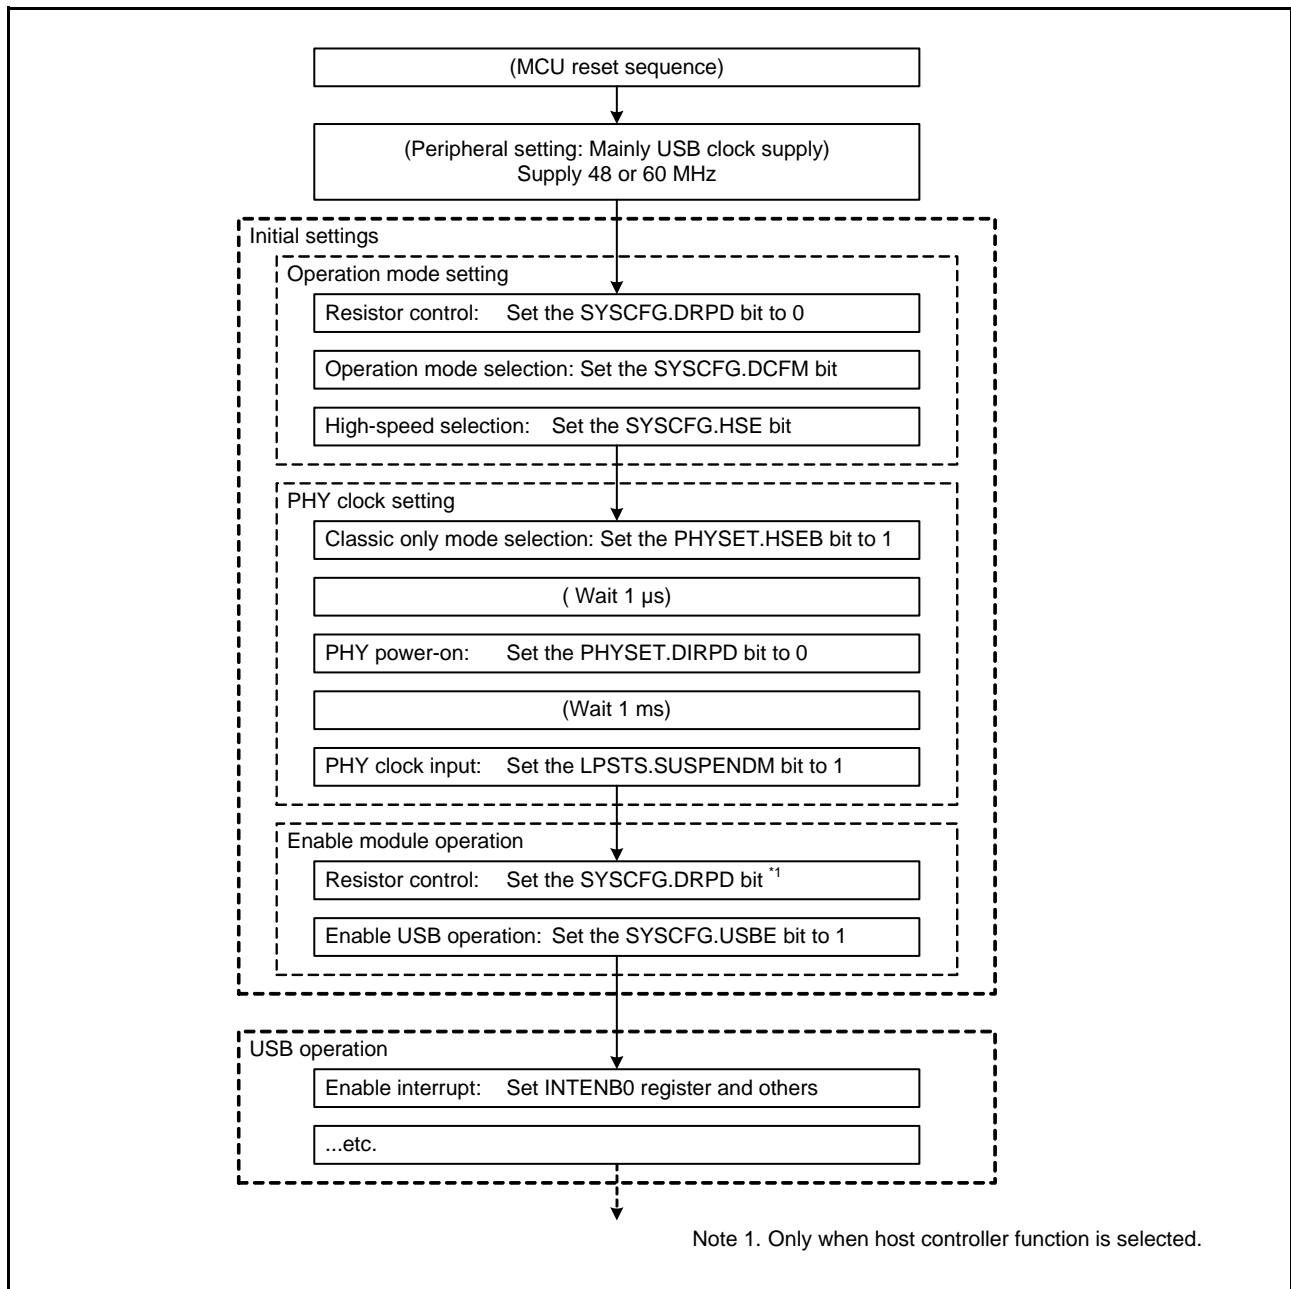 (MCU reset sequence)
(Peripheral setting: Mainly USB clock supply)
Supply 48 or 60 MHz
Initial settings
Operation mode setting
Resistor control: Set the SYSCFG.DRPD bit to 0
Operation mode selection: Set the SYSCFG.DCFM bit
High-speed selection: Set the SYSCFG.HSE bit
PHY clock setting
Classic only mode selection: Set the PHYSET.HSEB bit to 1
( Wait 1 µs)
PHY power-on: Set the PHYSET.DIRPD bit to 0
(Wait 1 ms)
PHY clock input: Set the LPSTS.SUSPENDM bit to 1
Enable module operation
Resistor control: Set the SYSCFG.DRPD bit *1
Enable USB operation: Set the SYSCFG.USBE bit to 1
USB operation
Enable interrupt: Set INTENB0 register and others
...etc.
Note 1. Only when host controller function is selected.